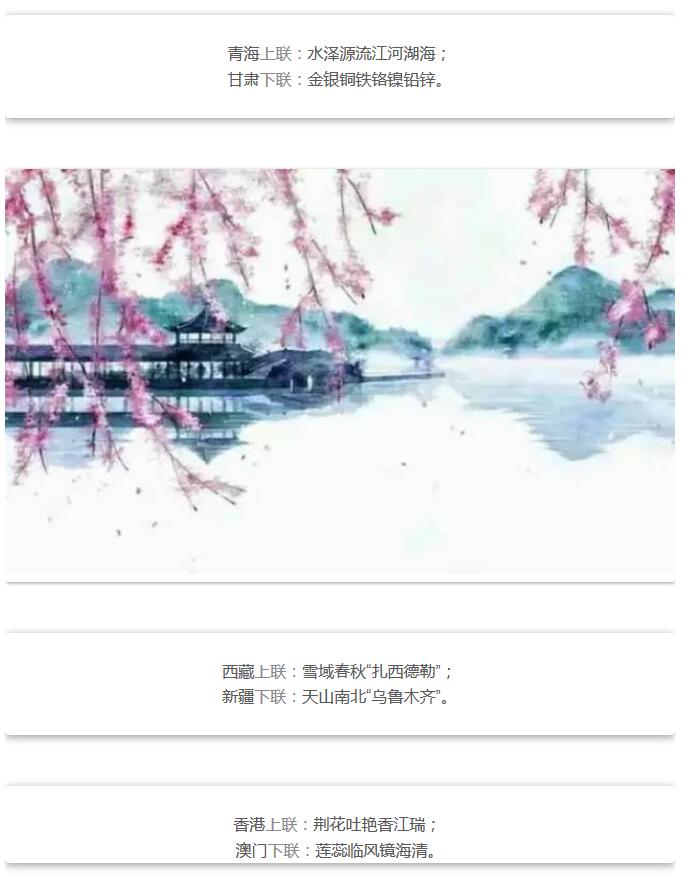 青海上联：水泽源流江河湖海；
甘肃下联：金银铜铁铬镍铅锌。
西藏上联：雪域春秋“扎西德勒”；
新疆下联：天山南北“乌鲁木齐”。
香港上联：荆花吐艳香江瑞；
澳门下联：莲蕊临风镜海清。